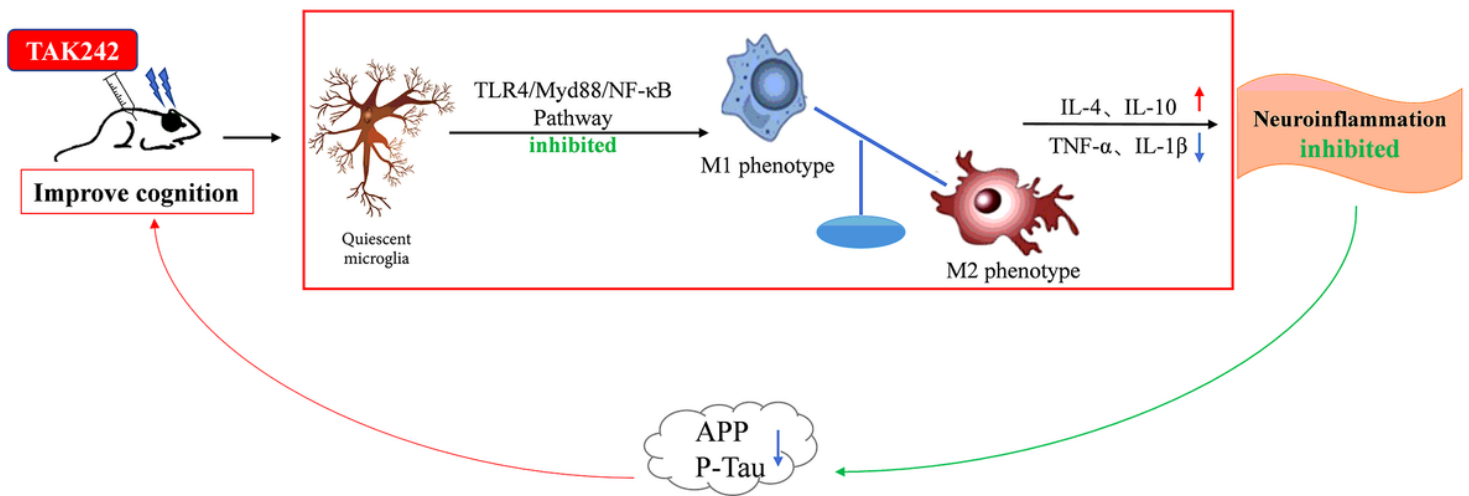 TAK242
Improve cognition
Quiescent
microglia
TLR4/Myd88/NF-κB
Pathway
inhibited
M1 phenotype
M2 phenotype
IL-4、IL-10
TNF-α、IL-1β
Neuroinflammation
inhibited
APP
P-Tau